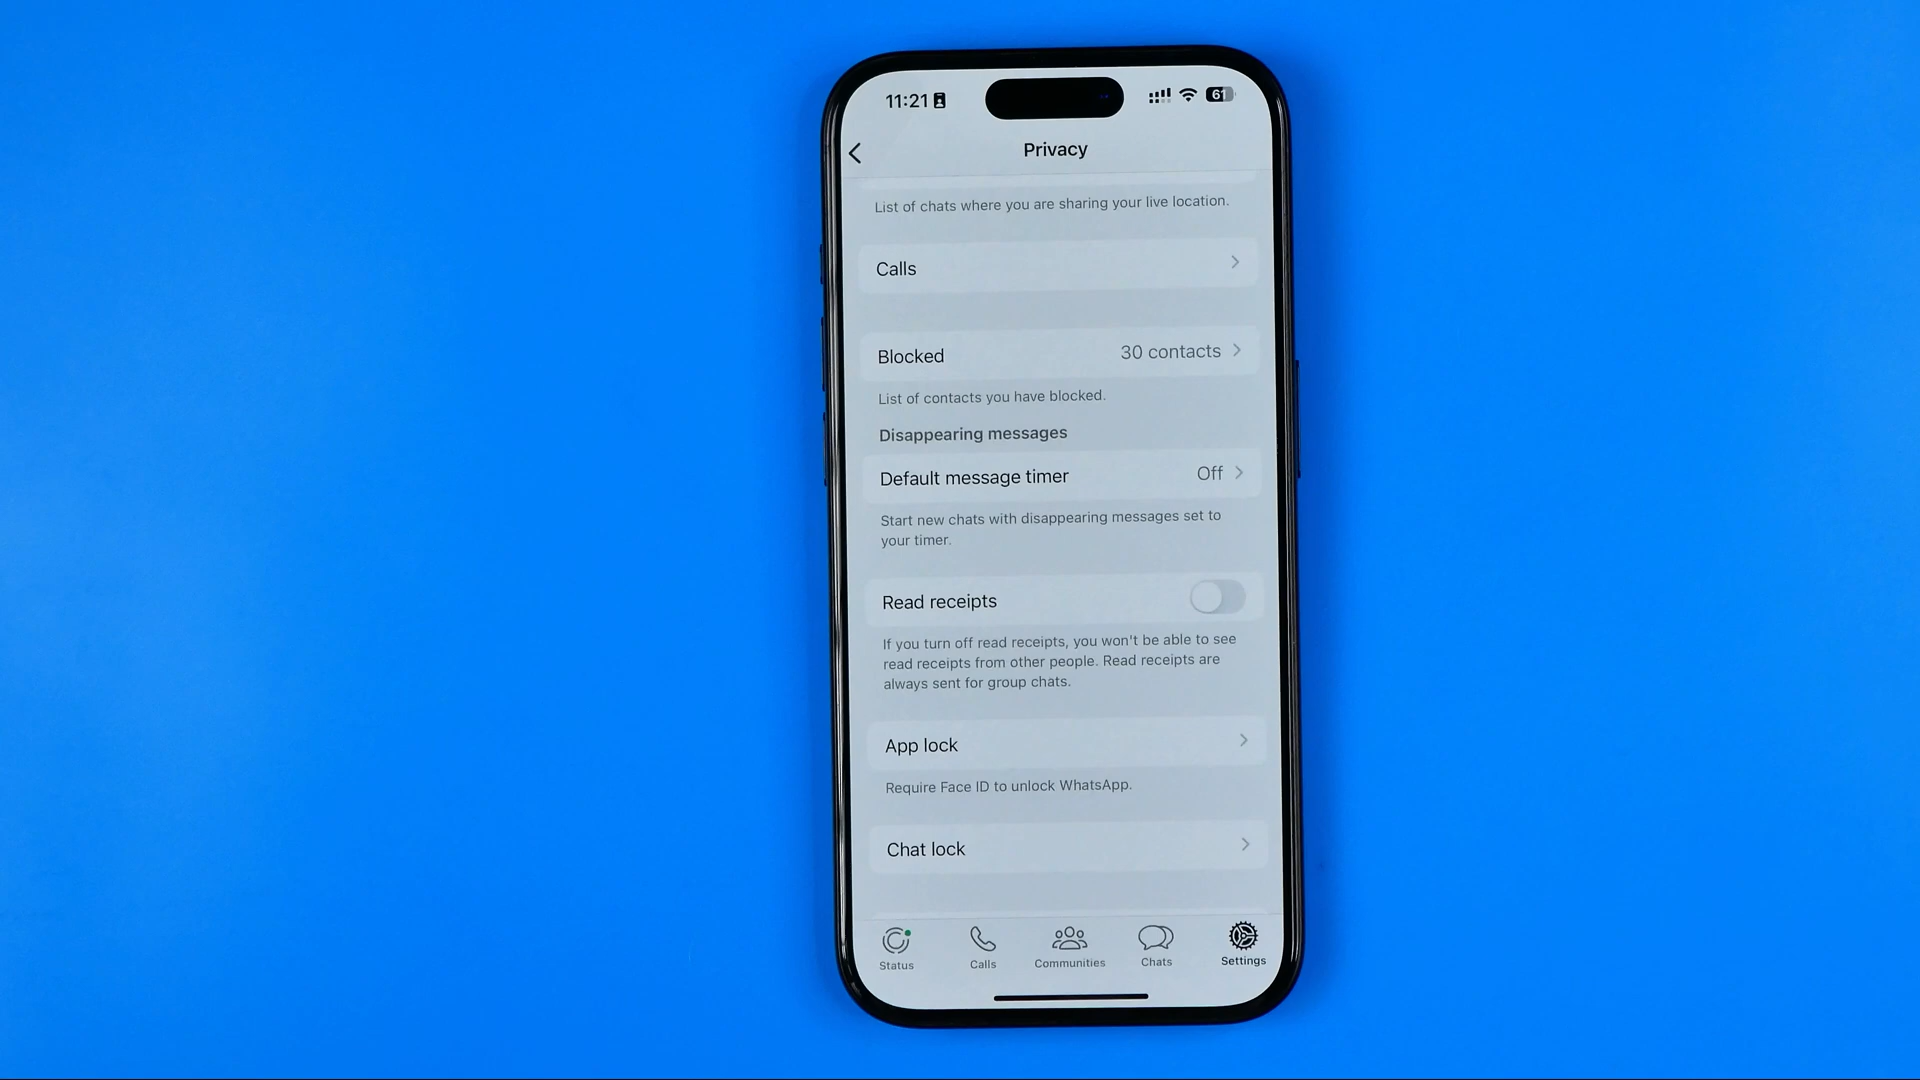 11:21
61
Privacy
List of chats where you are sharing your live location.
Calls
Blocked 30 contacts
List of contacts you have blocked.
Disappearing messages
Default message timer Off
Start new chats with disappearing messages set to
your timer.
Read receipts
If you turn off read receipts, you won't be able to see
read receipts from other people. Read receipts are
always sent for group chats.
App lock
Require Face ID to unlock WhatsApp.
Chat lock
Status Calls Communities Chats Settings